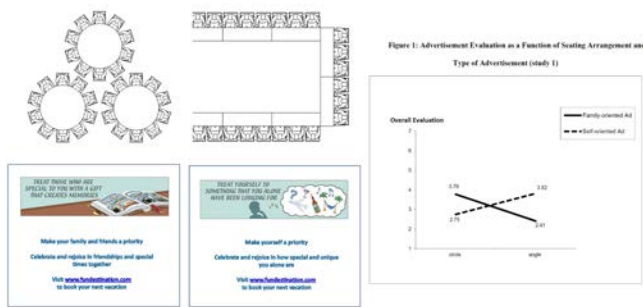 TREAT THOSE WHO ARE
SPECIAL TO YOU WITH A GIFT
THAT CREATES MEMORIES.
Make your family and friends a priority
Celebrate and rejoice in friendships and special
times together
Visit www.fundestination.com
to book your next vacation
TREAT YOURSELF TO
SOMETHING THAT YOU ALONE
HAVE BEEN LONGING FOR
Make yourself a priority
Celebrate and rejoice in how special and unique
you alone are
Visit www.fundestination.com
to book your next vacation
Figure 1: Advertisement Evaluation as a Function of Seating Arrangement and
Type of Advertisement (study 1)
Family-oriented Ad
Self-oriented Ad
Overall Evaluation
7
6
5
4
3
2
1
3.78
2.75
3.82
2.41
circle
angle